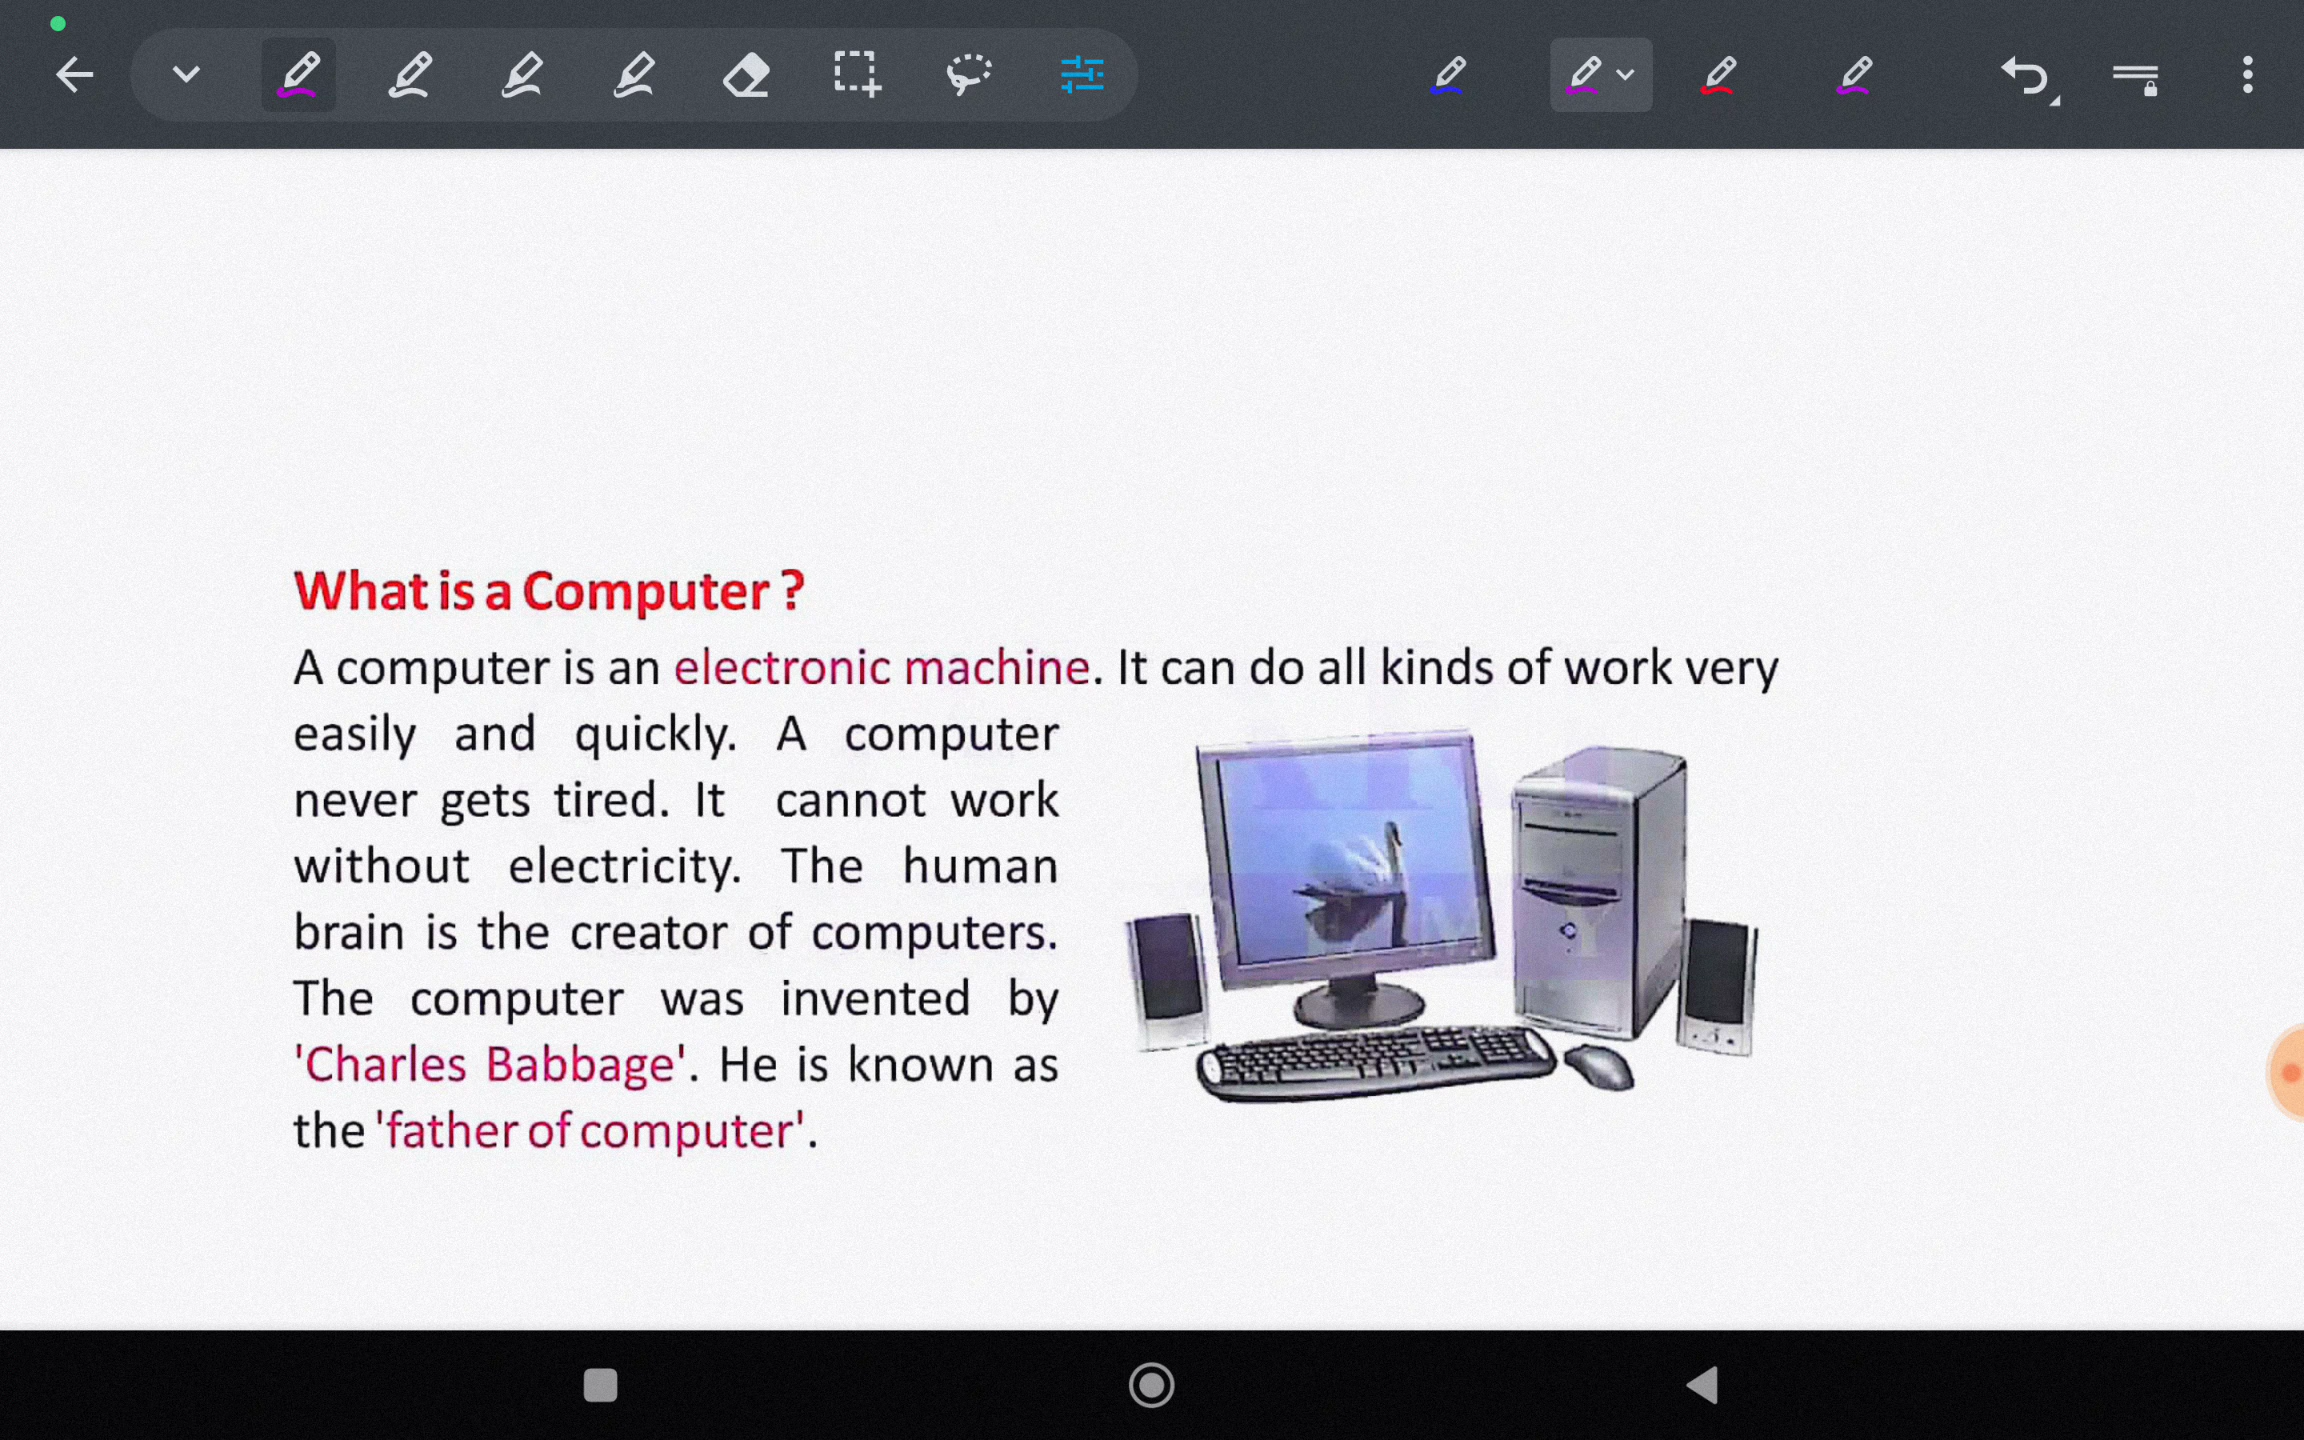 What is a Computer ?
A computer is an electronic machine. It can do all kinds of work very
easily and quickly. A computer
never gets tired. It cannot work
without electricity. The human
brain is the creator of computers.
The computer was invented by
'Charles Babbage'. He is known as
the 'father of computer'.